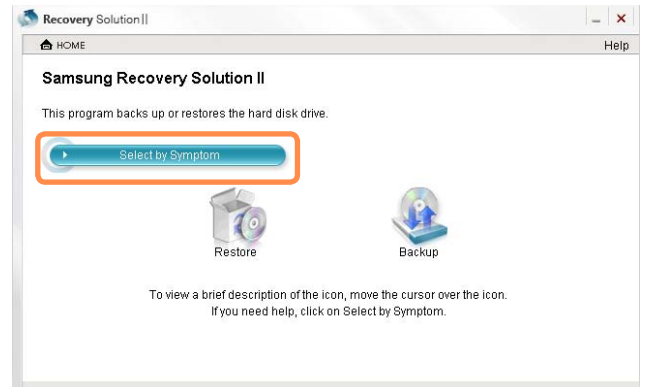 Recovery Solution II
HOME Help
Samsung Recovery Solution II
This program backs up or restores the hard disk drive.
Select by Symptom
Restore Backup
To view a brief description of the icon, move the cursor over the icon.
If you need help, click on Select by Symptom.